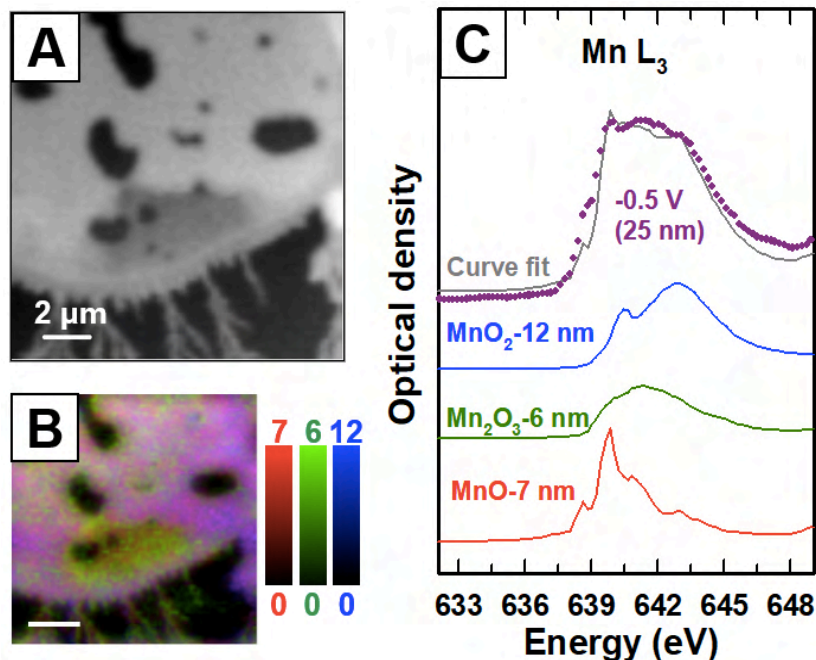 A
2 µm
B
7 6 12
0 0 0
C
Mn L₃
-0.5 V
(25 nm)
Curve fit
MnO₂-12 nm
Mn₂O₃-6 nm
MnO-7 nm
Optical density
633 636 639 642 645 648
Energy (eV)